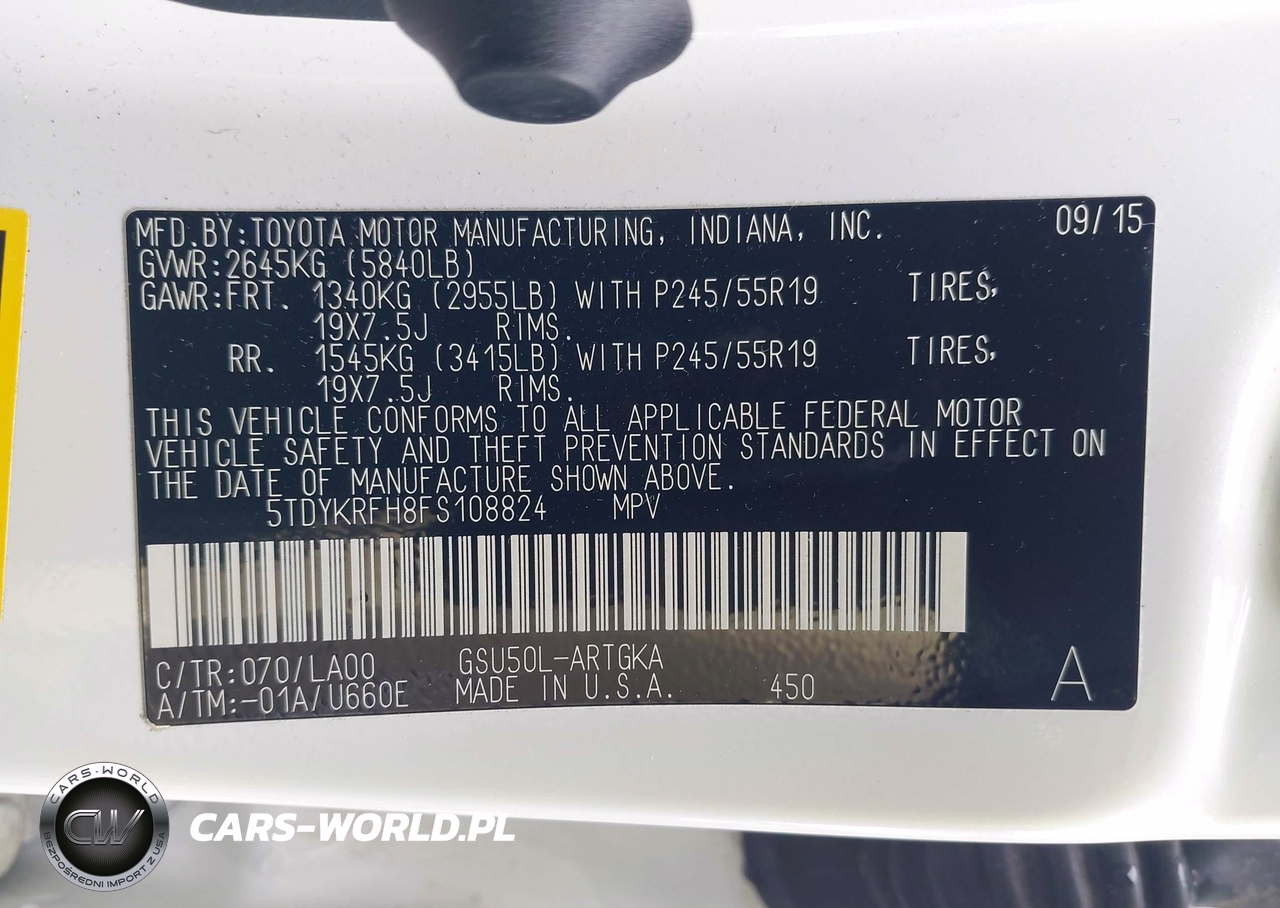 MFD.BY:TOYOTA MOTOR MANUFACTURING, INDIANA, INC. 09/15
GVWR:2645KG (5840LB)
GAWR:FRT. 1340KG (2955LB) WITH P245/55R19 TIRES,
19X7.5J RIMS.
RR. 1545KG (3415LB) WITH P245/55R19 TIRES,
19X7.5J RIMS.
THIS VEHICLE CONFORMS TO ALL APPLICABLE FEDERAL MOTOR
VEHICLE SAFETY AND THEFT PREVENTION STANDARDS IN EFFECT ON
THE DATE OF MANUFACTURE SHOWN ABOVE.
5TDYKRFH8FS108824 MPV
C/TR:070/LA00 GSU50L-ARTGKA
A/TM:-01A/U660E MADE IN U.S.A. 450 A
CARS-WORLD
CW
BEZPOŚREDNI IMPORT Z USA
CARS-WORLD.PL